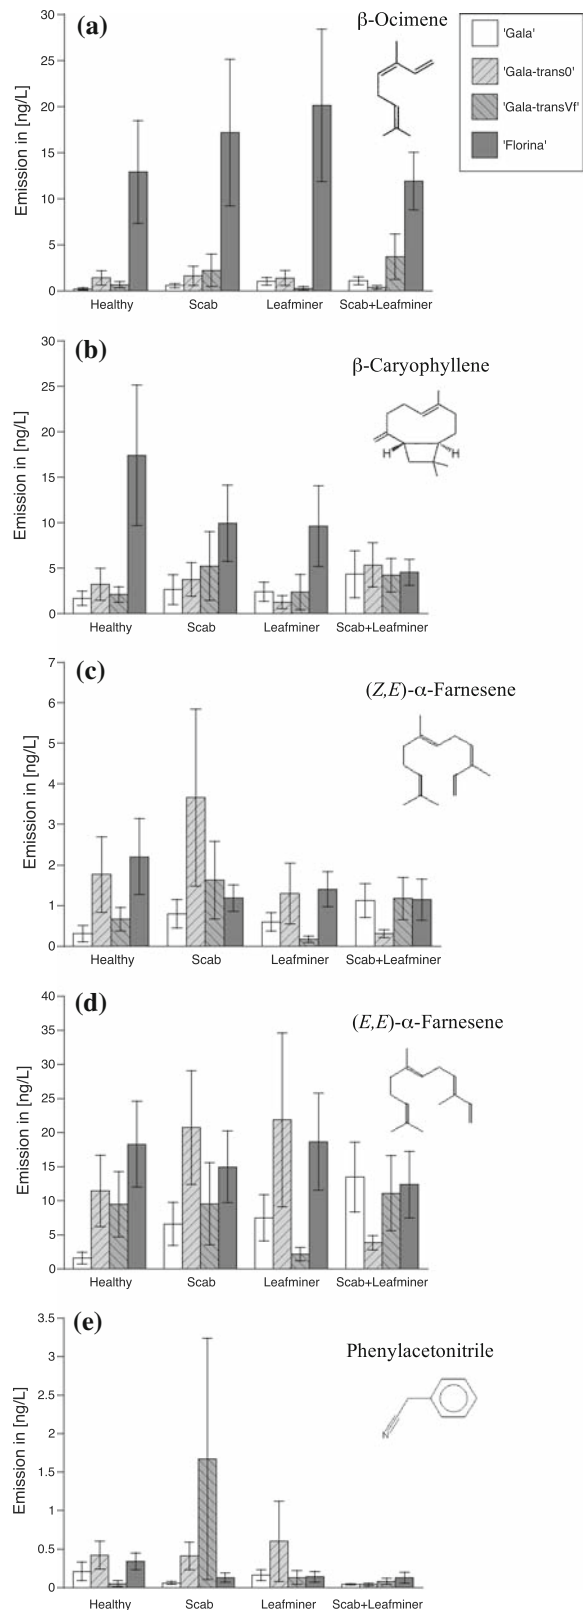 (a)
β-Ocimene
'Gala'
'Gala-trans0'
'Gala-transVf'
'Florina'
Emission in [ng/L]
30
25
20
15
10
5
0
Healthy Scab Leafminer Scab+Leafminer
(b)
β-Caryophyllene
H H
Emission in [ng/L]
30
25
20
15
10
5
0
Healthy Scab Leafminer Scab+Leafminer
(c)
(Z,E)-α-Farnesene
Emission in [ng/L]
7
6
5
4
3
2
1
0
Healthy Scab Leafminer Scab+Leafminer
(d)
(E,E)-α-Farnesene
Emission in [ng/L]
40
35
30
25
20
15
10
5
0
Healthy Scab Leafminer Scab+Leafminer
(e)
Phenylacetonitrile
N
Emission in [ng/L]
3.5
3
2.5
2
1.5
1
0.5
0
Healthy Scab Leafminer Scab+Leafminer